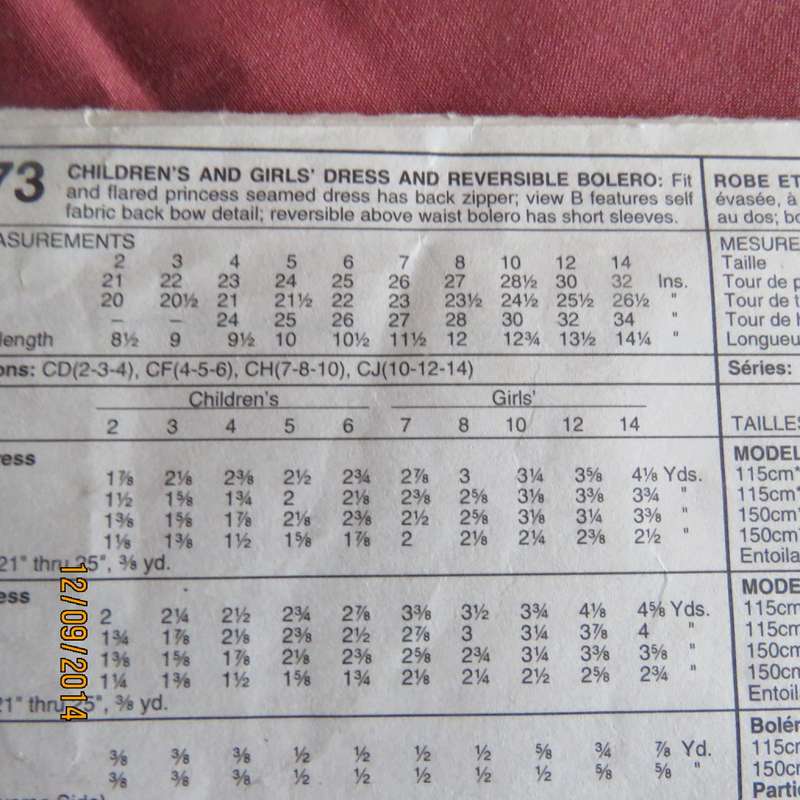 73 CHILDREN'S AND GIRLS' DRESS AND REVERSIBLE BOLERO: Fit
and flared princess seamed dress has back zipper; view B features self
fabric back bow detail; reversible above waist bolero has short sleeves.
ASUREMENTS
2 3 4 5 6 7 8 10 12 14
21 22 23 24 25 26 27 28½ 30 32 Ins.
20 20½ 21 21½ 22 23 23½ 24½ 25½ 26½ "
– – 24 25 26 27 28 30 32 34 "
length 8½ 9 9½ 10 10½ 11½ 12 12¾ 13½ 14¼ "
ons: CD(2-3-4), CF(4-5-6), CH(7-8-10), CJ(10-12-14)
Children's Girls'
2 3 4 5 6 7 8 10 12 14
ess
1⅞ 2⅛ 2⅜ 2½ 2¾ 2⅞ 3 3¼ 3⅝ 4⅛ Yds.
1½ 1⅝ 1¾ 2 2⅛ 2⅜ 2⅝ 3⅛ 3⅜ 3¾ "
1⅜ 1⅝ 1⅞ 2⅛ 2⅜ 2½ 2⅝ 3⅛ 3¼ 3⅜ "
1⅛ 1⅜ 1½ 1⅝ 1⅞ 2 2⅛ 2¼ 2⅜ 2½ "
21" thru 25", ⅜ yd.
ess
2 2¼ 2½ 2¾ 2⅞ 3⅜ 3½ 3¾ 4⅛ 4⅝ Yds.
1¾ 1⅞ 2⅛ 2⅜ 2½ 2⅞ 3 3¼ 3⅞ 4 "
1⅜ 1⅝ 1⅞ 2⅛ 2⅜ 2⅝ 2¾ 3¼ 3⅜ 3⅝ "
1¼ 1⅜ 1½ 1⅝ 1¾ 2⅛ 2¼ 2½ 2⅝ 2¾ "
21" thru 25", ⅜ yd.
⅜ ⅜ ⅜ ½ ½ ½ ½ ⅝ ¾ ⅞ Yd.
⅜ ⅜ ⅜ ½ ½ ½ ½ ½ ⅝ ⅝ "
ROBE ET
évasée, à
au dos; bo
MESURE
Taille
Tour de p
Tour de t
Tour de h
Longueu
Séries:
TAILLES
MODEL
115cm*
115cm*
150cm*
150cm*
Entoila
MODE
115cm
115cm
150cm
150cm
Entoil
Bolér
115c
150c
Partic
12/09/2014